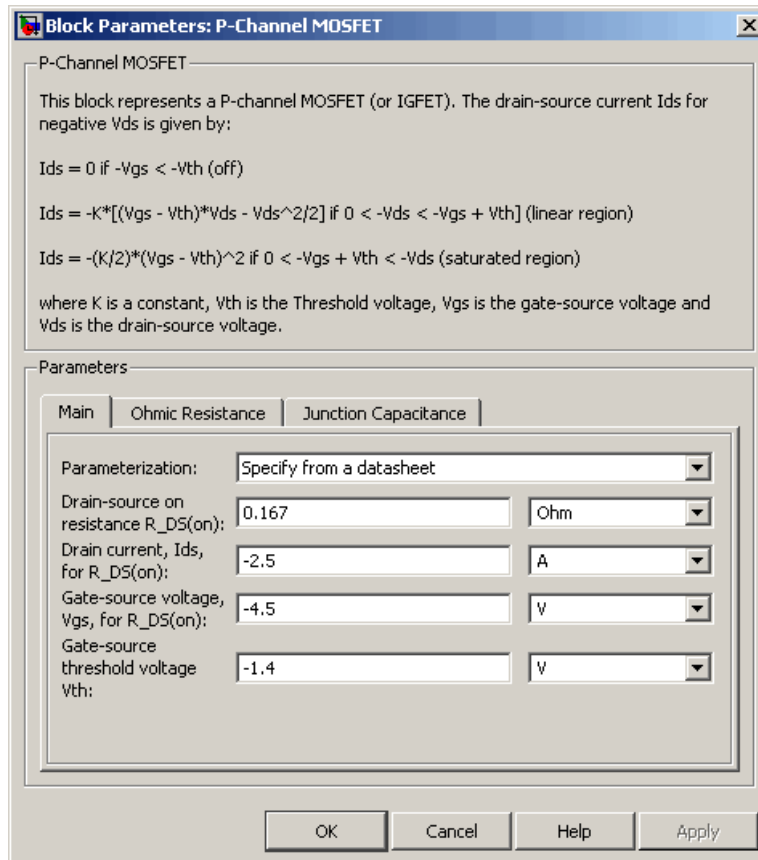 Block Parameters: P-Channel MOSFET
P-Channel MOSFET
This block represents a P-channel MOSFET (or IGFET). The drain-source current Ids for
negative Vds is given by:
Ids = 0 if -Vgs < -Vth (off)
Ids = -K*[(Vgs - Vth)*Vds - Vds^2/2] if 0 < -Vds < -Vgs + Vth] (linear region)
Ids = -(K/2)*(Vgs - Vth)^2 if 0 < -Vgs + Vth < -Vds (saturated region)
where K is a constant, Vth is the Threshold voltage, Vgs is the gate-source voltage and
Vds is the drain-source voltage.
Parameters
Main Ohmic Resistance Junction Capacitance
Parameterization: Specify from a datasheet
Drain-source on
resistance R_DS(on): 0.167 Ohm
Drain current, Ids,
for R_DS(on): -2.5 A
Gate-source voltage,
Vgs, for R_DS(on): -4.5 V
Gate-source
threshold voltage -1.4 V
Vth:
OK Cancel Help Apply